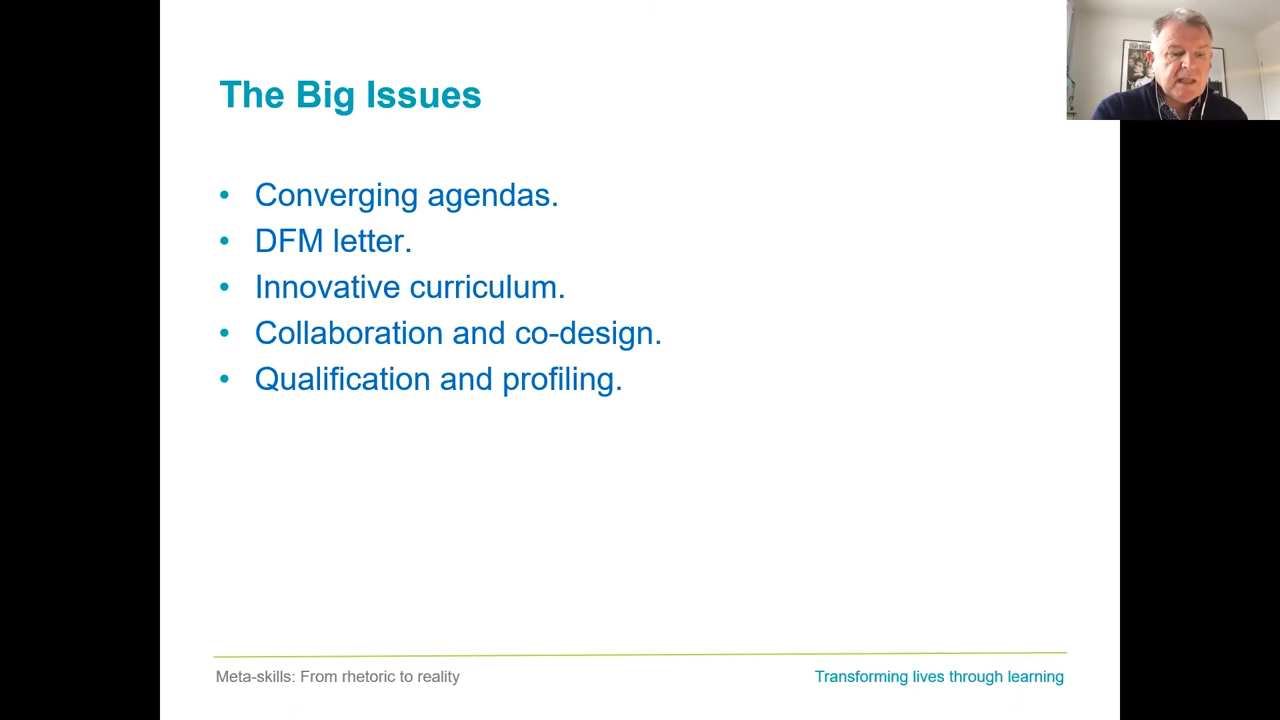 The Big Issues
• Converging agendas.
• DFM letter.
• Innovative curriculum.
• Collaboration and co-design.
• Qualification and profiling.
Meta-skills: From rhetoric to reality
Transforming lives through learning